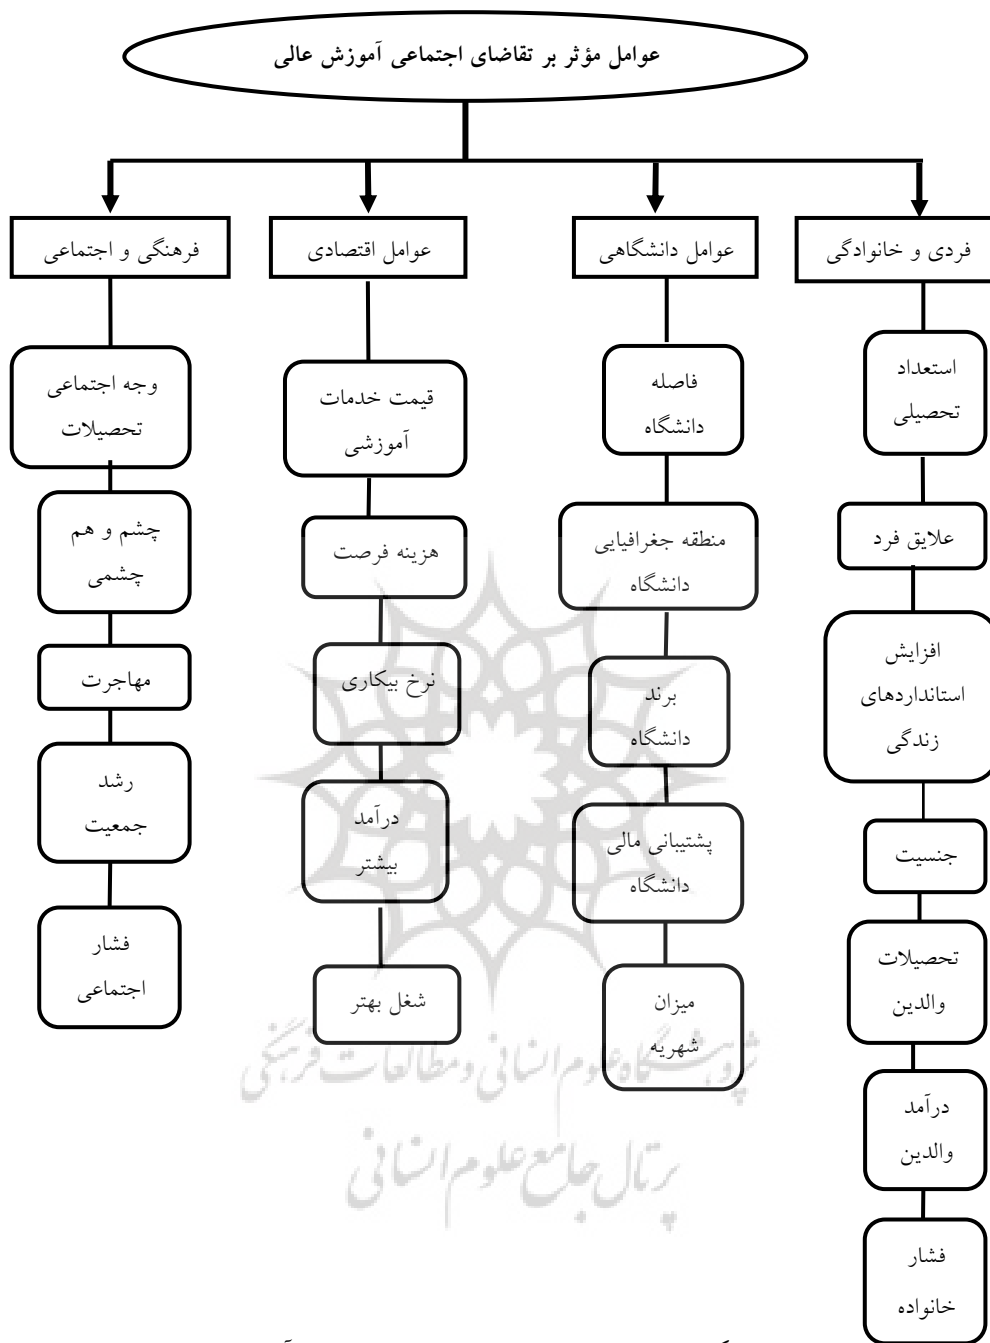 عوامل مؤثر بر تقاضای اجتماعی آموزش عالی
فردی و خانوادگی
استعداد
تحصیلی
علایق فرد
افزایش
استانداردهای
زندگی
جنسیت
تحصیلات
والدین
درآمد
والدین
فشار
خانواده
عوامل دانشگاهی
فاصله
دانشگاه
منطقه جغرافیایی
دانشگاه
برند
دانشگاه
پشتیبانی مالی
دانشگاه
میزان
شهریه
عوامل اقتصادی
قیمت خدمات
آموزشی
هزینه فرصت
نرخ بیکاری
درآمد
بیشتر
شغل بهتر
فرهنگی و اجتماعی
وجه اجتماعی
تحصیلات
چشم و هم
چشمی
مهاجرت
رشد
جمعیت
فشار
اجتماعی
پژوهشگاه علوم انسانی و مطالعات فرهنگی
پرتال جامع علوم انسانی